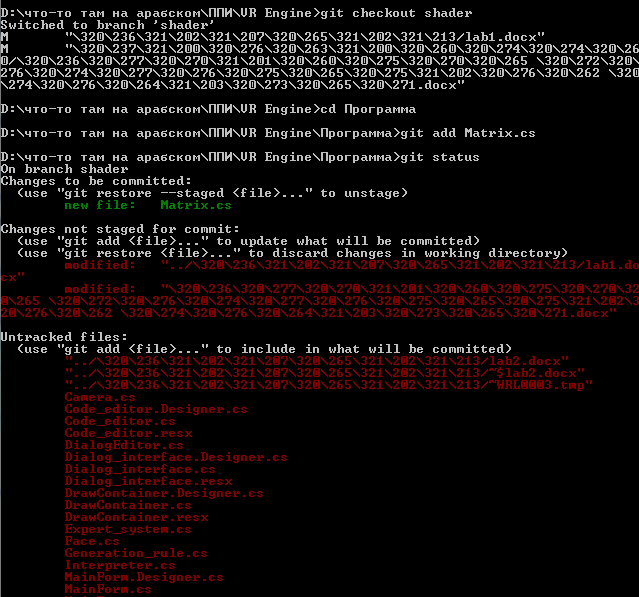 D:\что-то там на арабском\ППИ\VR Engine>git checkout shader
Switched to branch 'shader'
M       "\320\236\321\202\321\207\320\265\321\202\321\213/lab1.docx"
M       "\320\237\321\200\320\276\320\263\321\200\320\260\320\274\320\274\320\26
0/\320\236\320\277\320\270\321\201\320\260\320\275\320\270\320\265 \320\272\320\
276\320\274\320\277\320\276\320\275\320\265\320\275\321\202\320\276\320\262 \320
\274\320\276\320\264\321\203\320\273\320\265\320\271.docx"
D:\что-то там на арабском\ППИ\VR Engine>cd Программа
D:\что-то там на арабском\ППИ\VR Engine\Программа>git add Matrix.cs
D:\что-то там на арабском\ППИ\VR Engine\Программа>git status
On branch shader
Changes to be committed:
  (use "git restore --staged <file>..." to unstage)
        new file:   Matrix.cs
Changes not staged for commit:
  (use "git add <file>..." to update what will be committed)
  (use "git restore <file>..." to discard changes in working directory)
        modified:   "../\320\236\321\202\321\207\320\265\321\202\321\213/lab1.do
cx"
        modified:   "\320\236\320\277\320\270\321\201\320\260\320\275\320\270\32
0\265 \320\272\320\276\320\274\320\277\320\276\320\275\320\265\320\275\321\202\3
20\276\320\262 \320\274\320\276\320\264\321\203\320\273\320\265\320\271.docx"
Untracked files:
  (use "git add <file>..." to include in what will be committed)
        "../\320\236\321\202\321\207\320\265\321\202\321\213/lab2.docx"
        "../\320\236\321\202\321\207\320\265\321\202\321\213/~$lab2.docx"
        "../\320\236\321\202\321\207\320\265\321\202\321\213/~WRL0003.tmp"
        Camera.cs
        Code_editor.Designer.cs
        Code_editor.cs
        Code_editor.resx
        DialogEditor.cs
        Dialog_interface.Designer.cs
        Dialog_interface.cs
        Dialog_interface.resx
        DrawContainer.Designer.cs
        DrawContainer.cs
        DrawContainer.resx
        Expert_system.cs
        Face.cs
        Generation_rule.cs
        Interpreter.cs
        MainForm.Designer.cs
        MainForm.cs